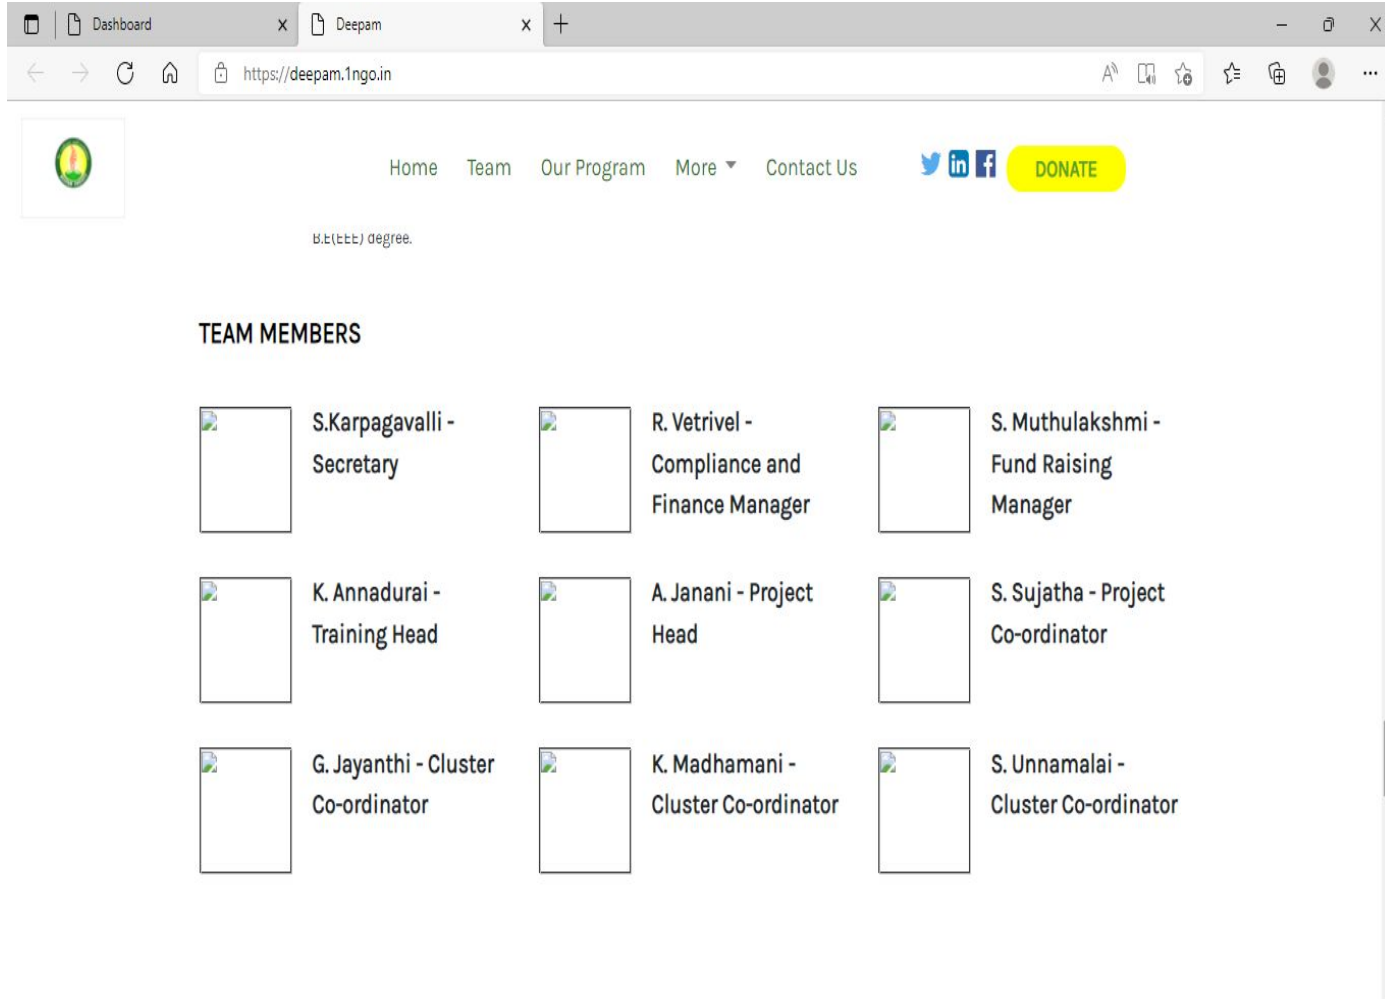 Dashboard
Deepam
https://deepam.1ngo.in
Home Team Our Program More Contact Us DONATE
B.E(EEE) degree.
TEAM MEMBERS
S.Karpagavalli -
Secretary
R. Vetrivel -
Compliance and
Finance Manager
S. Muthulakshmi -
Fund Raising
Manager
K. Annadurai -
Training Head
A. Janani - Project
Head
S. Sujatha - Project
Co-ordinator
G. Jayanthi - Cluster
Co-ordinator
K. Madhamani -
Cluster Co-ordinator
S. Unnamalai -
Cluster Co-ordinator